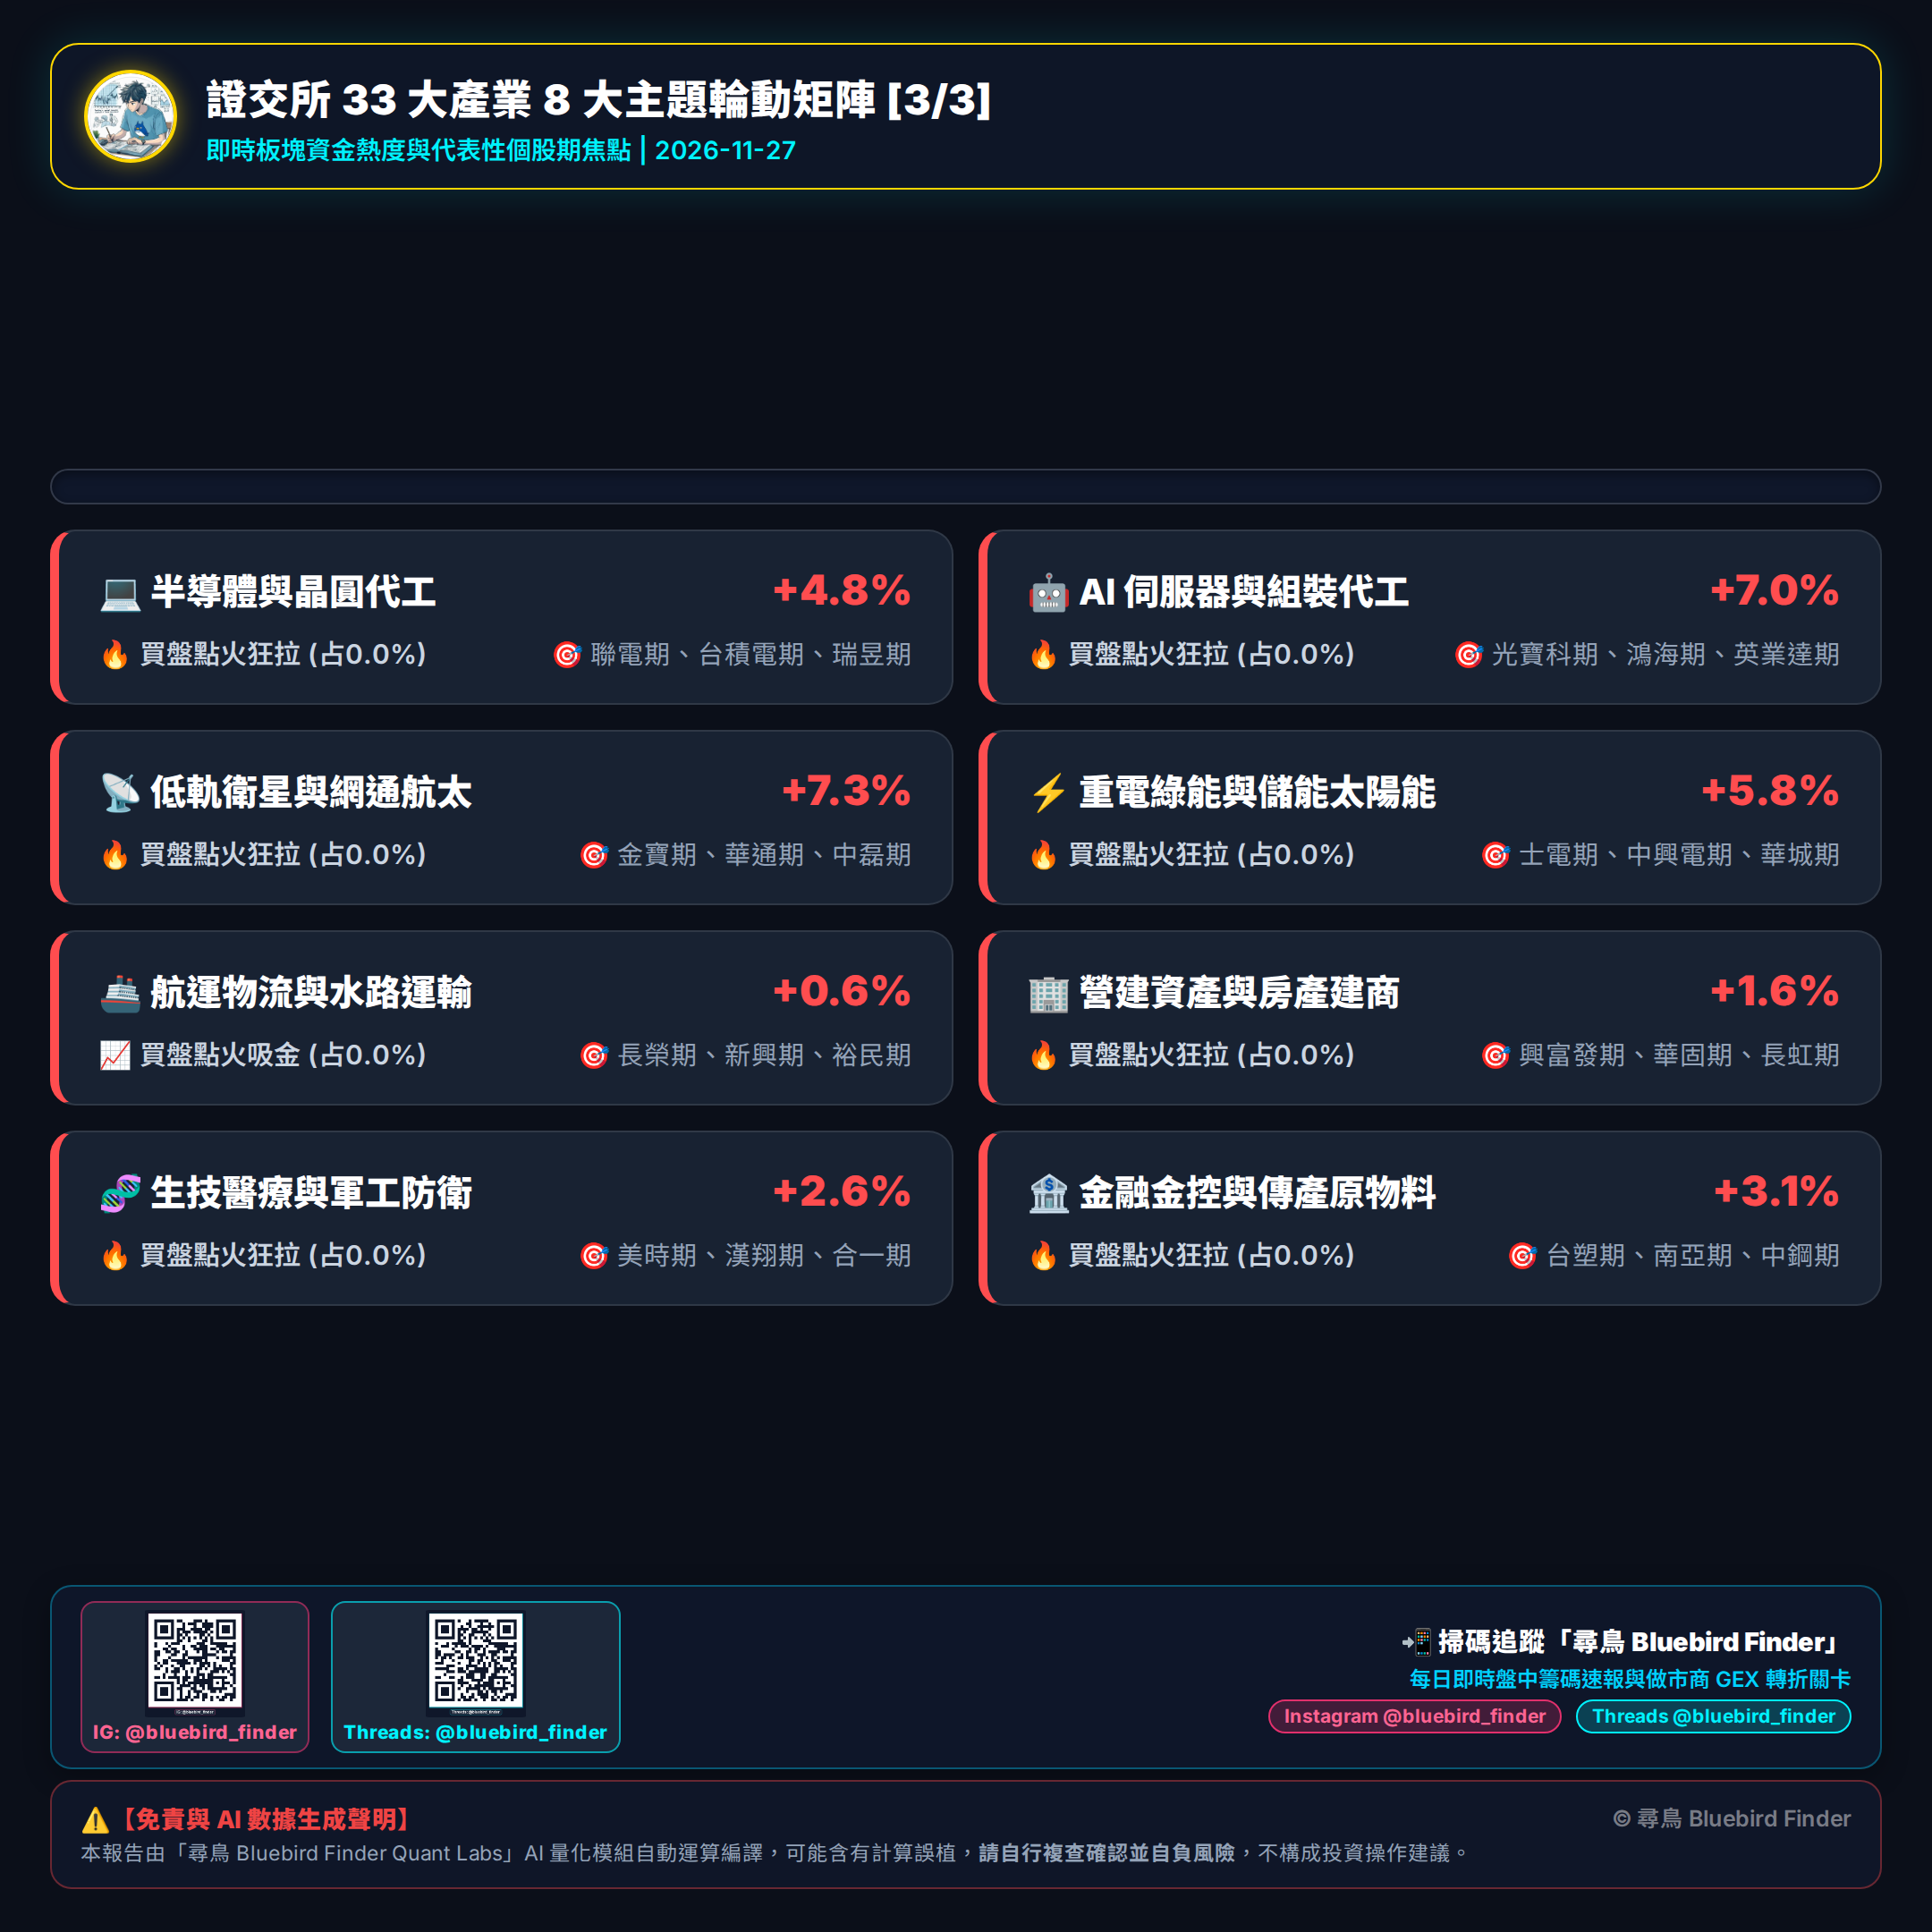 證交所 33 大產業 8 大主題輪動矩陣 [3/3]
即時板塊資金熱度與代表性個股期焦點 | 2026-11-27
💻 半導體與晶圓代工 +4.8%
🔥 買盤點火狂拉 (占0.0%) 🎯 聯電期、台積電期、瑞昱期
🤖 AI 伺服器與組裝代工 +7.0%
🔥 買盤點火狂拉 (占0.0%) 🎯 光寶科期、鴻海期、英業達期
📡 低軌衛星與網通航太 +7.3%
🔥 買盤點火狂拉 (占0.0%) 🎯 金寶期、華通期、中磊期
⚡ 重電綠能與儲能太陽能 +5.8%
🔥 買盤點火狂拉 (占0.0%) 🎯 士電期、中興電期、華城期
🚢 航運物流與水路運輸 +0.6%
📈 買盤點火吸金 (占0.0%) 🎯 長榮期、新興期、裕民期
🏢 營建資產與房產建商 +1.6%
🔥 買盤點火狂拉 (占0.0%) 🎯 興富發期、華固期、長虹期
🧬 生技醫療與軍工防衛 +2.6%
🔥 買盤點火狂拉 (占0.0%) 🎯 美時期、漢翔期、合一期
🏦 金融金控與傳產原物料 +3.1%
🔥 買盤點火狂拉 (占0.0%) 🎯 台塑期、南亞期、中鋼期
IG: @bluebird_finder
IG: @bluebird_finder
Threads: @bluebird_finder
Threads: @bluebird_finder
📲 掃碼追蹤「尋鳥 Bluebird Finder」
每日即時盤中籌碼速報與做市商 GEX 轉折關卡
Instagram @bluebird_finder
Threads @bluebird_finder
⚠️【免責與 AI 數據生成聲明】
© 尋鳥 Bluebird Finder
本報告由「尋鳥 Bluebird Finder Quant Labs」AI 量化模組自動運算編譯，可能含有計算誤植，請自行複查確認並自負風險，不構成投資操作建議。